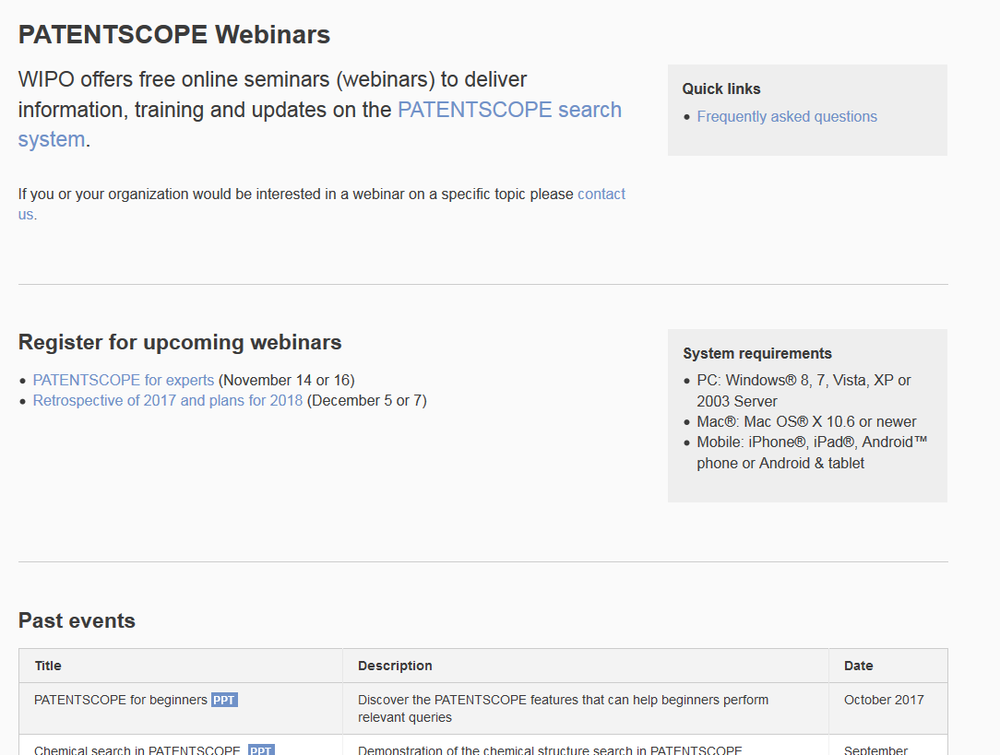 PATENTSCOPE Webinars
WIPO offers free online seminars (webinars) to deliver
information, training and updates on the PATENTSCOPE search
system.
If you or your organization would be interested in a webinar on a specific topic please contact
us.
Quick links
• Frequently asked questions
Register for upcoming webinars
• PATENTSCOPE for experts (November 14 or 16)
• Retrospective of 2017 and plans for 2018 (December 5 or 7)
System requirements
• PC: Windows® 8, 7, Vista, XP or
2003 Server
• Mac®: Mac OS® X 10.6 or newer
• Mobile: iPhone®, iPad®, Android™
phone or Android & tablet
Past events
Title Description Date
PATENTSCOPE for beginners PPT Discover the PATENTSCOPE features that can help beginners perform October 2017
relevant queries
Chemical search in PATENTSCOPE PPT Demonstration of the chemical structure search in PATENTSCOPE September